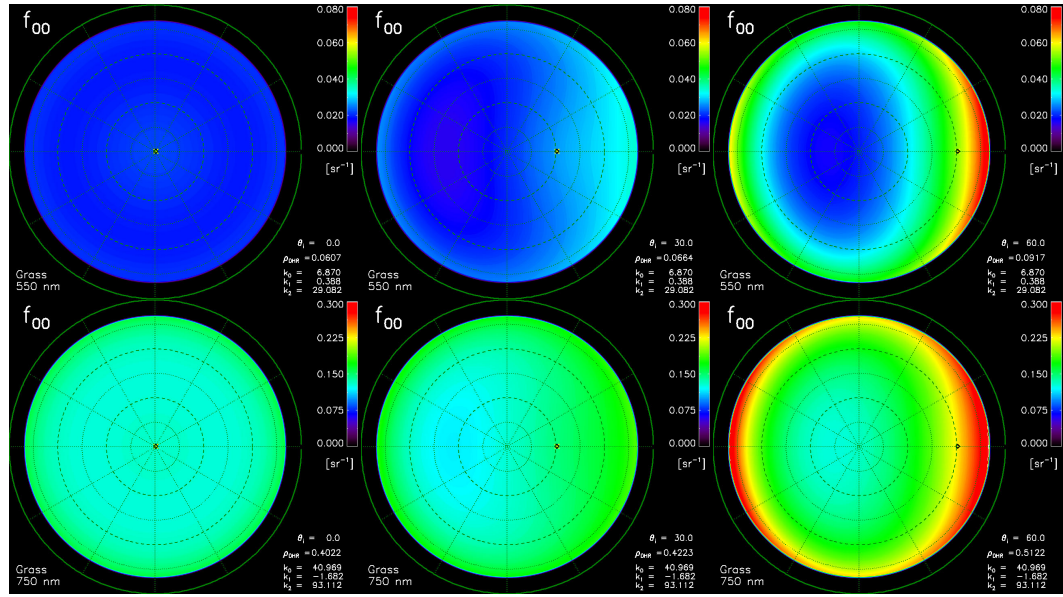 f₀₀
0.080
0.060
0.040
0.020
0.000
[sr⁻¹]
θᵢ = 0.0
ρDHR =0.0607
k₀ = 6.870
k₁ = 0.388
k₂ = 29.082
Grass
550 nm
f₀₀
0.080
0.060
0.040
0.020
0.000
[sr⁻¹]
θᵢ = 30.0
ρDHR =0.0664
k₀ = 6.870
k₁ = 0.388
k₂ = 29.082
Grass
550 nm
f₀₀
0.080
0.060
0.040
0.020
0.000
[sr⁻¹]
θᵢ = 60.0
ρDHR =0.0917
k₀ = 6.870
k₁ = 0.388
k₂ = 29.082
Grass
550 nm
f₀₀
0.300
0.225
0.150
0.075
0.000
[sr⁻¹]
θᵢ = 0.0
ρDHR =0.4022
k₀ = 40.969
k₁ = −1.682
k₂ = 93.112
Grass
750 nm
f₀₀
0.300
0.225
0.150
0.075
0.000
[sr⁻¹]
θᵢ = 30.0
ρDHR =0.4223
k₀ = 40.969
k₁ = −1.682
k₂ = 93.112
Grass
750 nm
f₀₀
0.300
0.225
0.150
0.075
0.000
[sr⁻¹]
θᵢ = 60.0
ρDHR =0.5122
k₀ = 40.969
k₁ = −1.682
k₂ = 93.112
Grass
750 nm